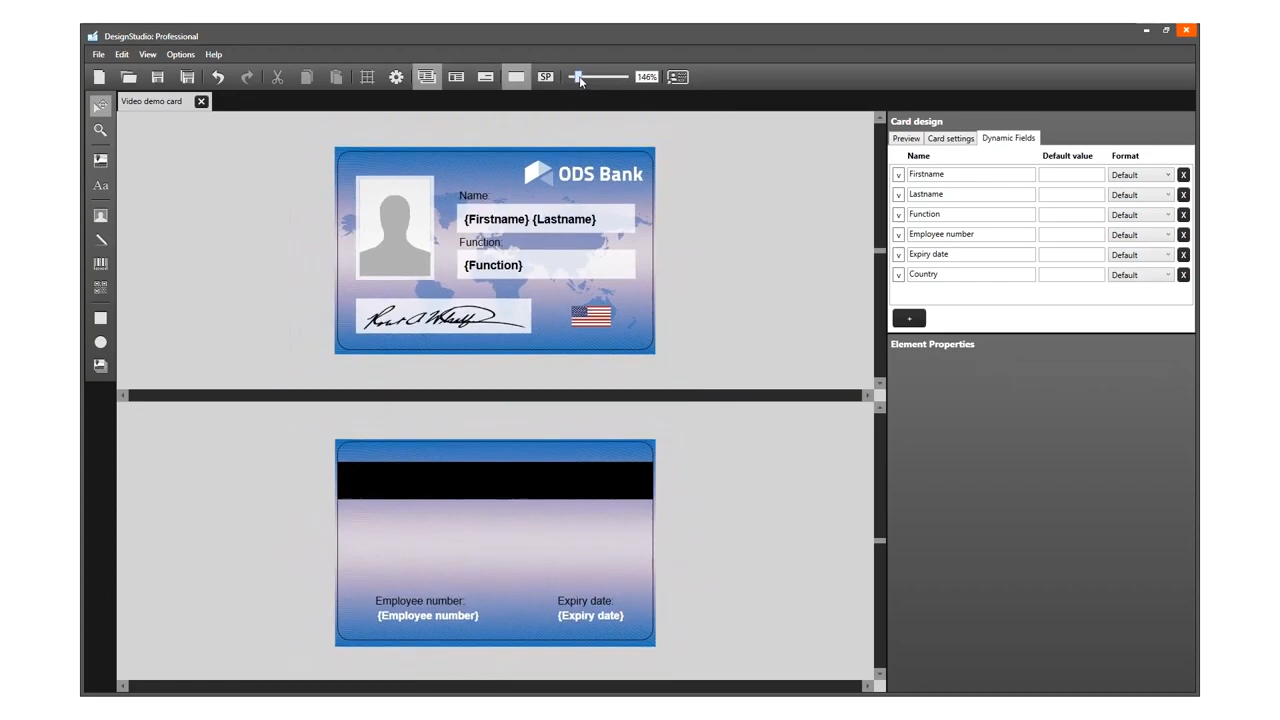 DesignStudio: Professional
File Edit View Options Help
SP 146%
Video demo card X
Card design
Preview Card settings Dynamic Fields
Name Default value Format
v Firstname Default X
v Lastname Default X
v Function Default X
v Employee number Default X
v Expiry date Default X
v Country Default X
+
Element Properties
Aa
ODS Bank
Name:
{Firstname} {Lastname}
Function:
{Function}
Employee number: Expiry date:
{Employee number} {Expiry date}